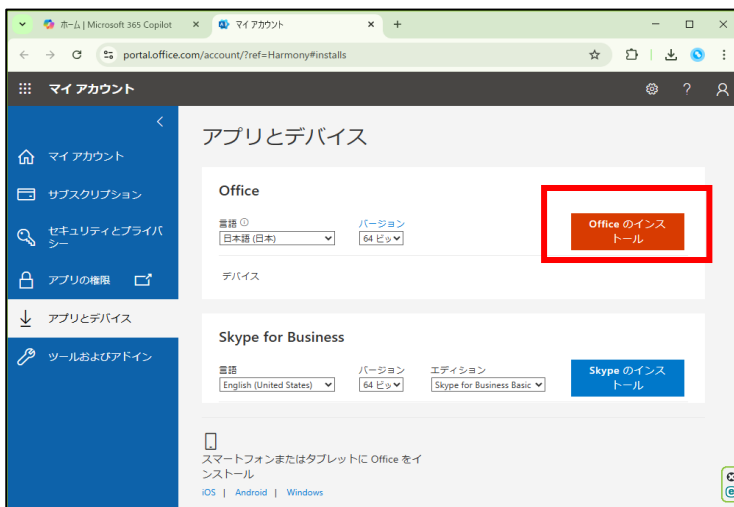 ホーム | Microsoft 365 Copilot
マイ アカウント
portal.office.com/account/?ref=Harmony#installs
マイ アカウント
?
アプリとデバイス
マイ アカウント
サブスクリプション
セキュリティとプライバ
シー
アプリの権限
アプリとデバイス
ツールおよびアドイン
Office
言語
バージョン
日本語 (日本)
64 ビッ
Office のインス
トール
デバイス
Skype for Business
言語
バージョン
エディション
English (United States)
64 ビッ
Skype for Business Basic
Skype のインス
トール
スマートフォンまたはタブレットに Office をイ
ンストール
iOS | Android | Windows